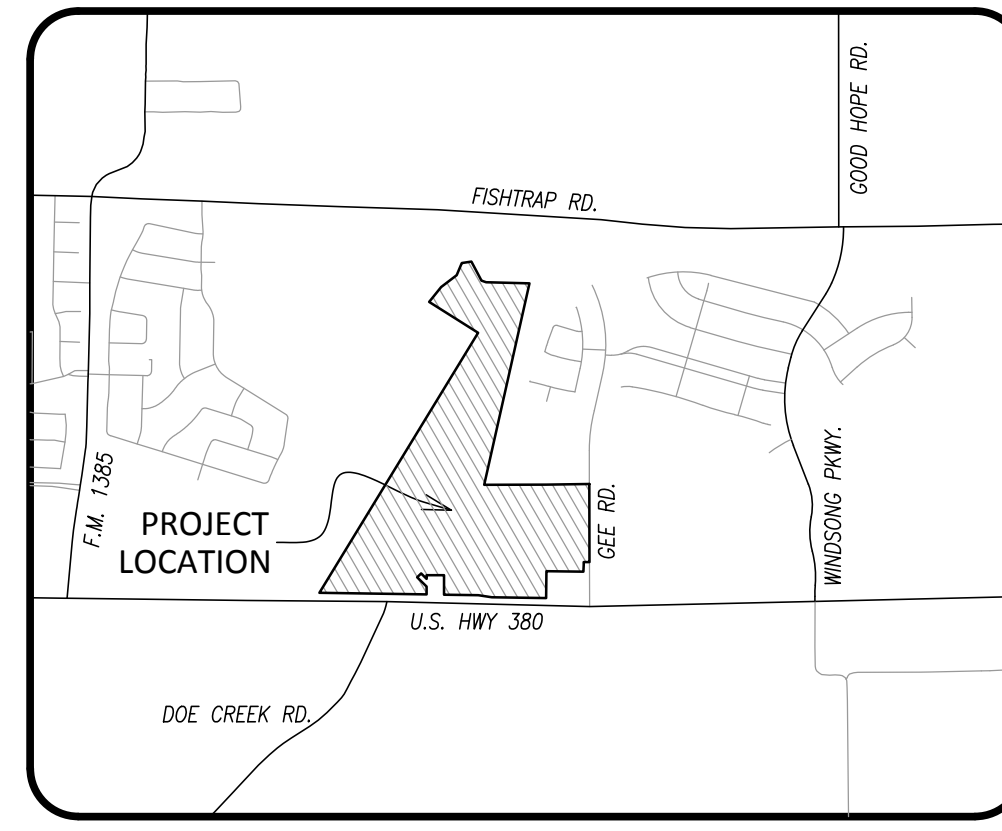 GOOD HOPE RD.
FISHTRAP RD.
F.M. 1385
PROJECT
LOCATION
GEE RD.
WINDSONG PKWY.
U.S. HWY 380
DOE CREEK RD.